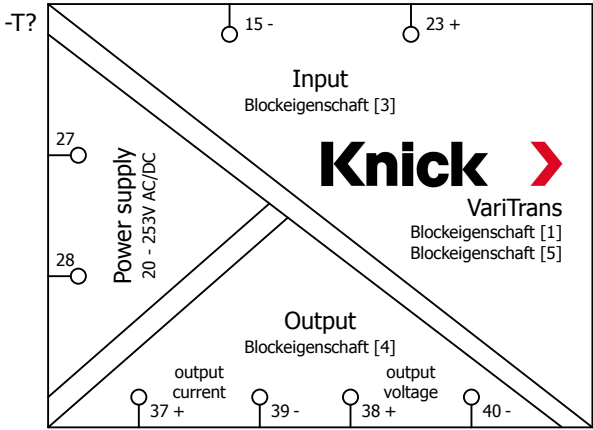 -T?
15 -
23 +
Input
Blockeigenschaft [3]
27
Power supply
20 - 253V AC/DC
Knick
VariTrans
Blockeigenschaft [1]
Blockeigenschaft [5]
28
Output
Blockeigenschaft [4]
output
current
output
voltage
37 +
39 -
38 +
40 -